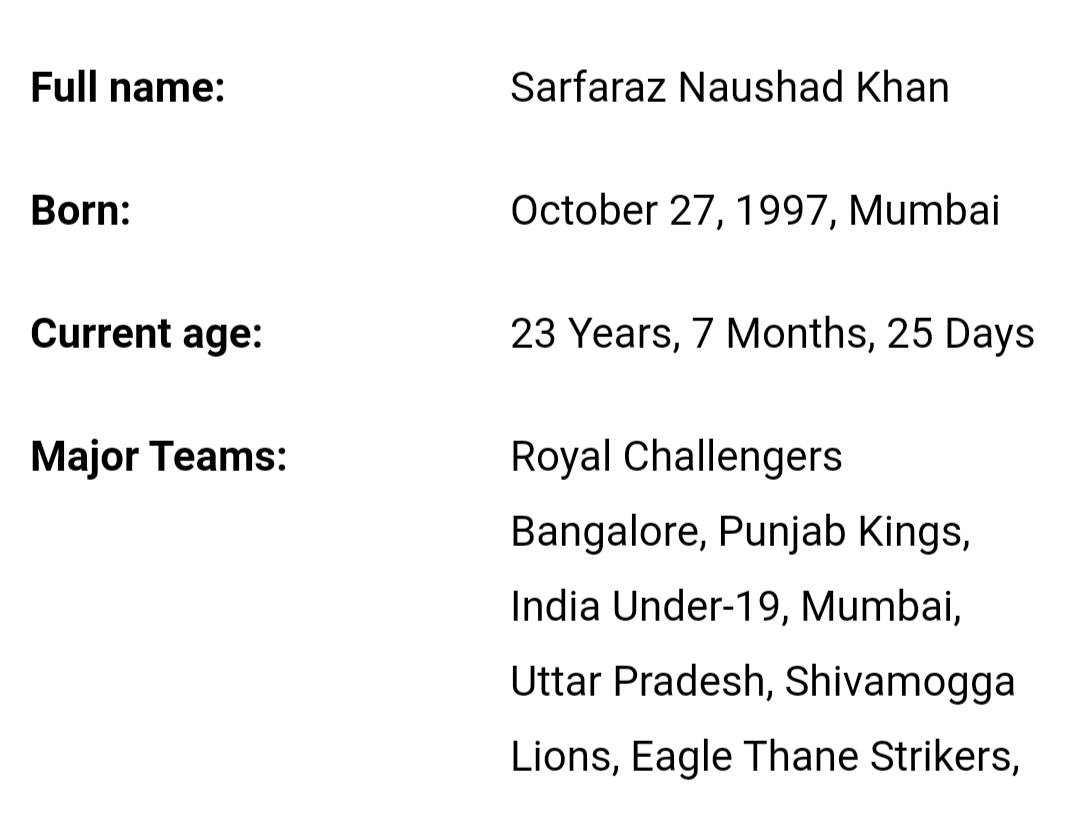 Full name: Sarfaraz Naushad Khan
Born: October 27, 1997, Mumbai
Current age: 23 Years, 7 Months, 25 Days
Major Teams: Royal Challengers
Bangalore, Punjab Kings,
India Under-19, Mumbai,
Uttar Pradesh, Shivamogga
Lions, Eagle Thane Strikers,